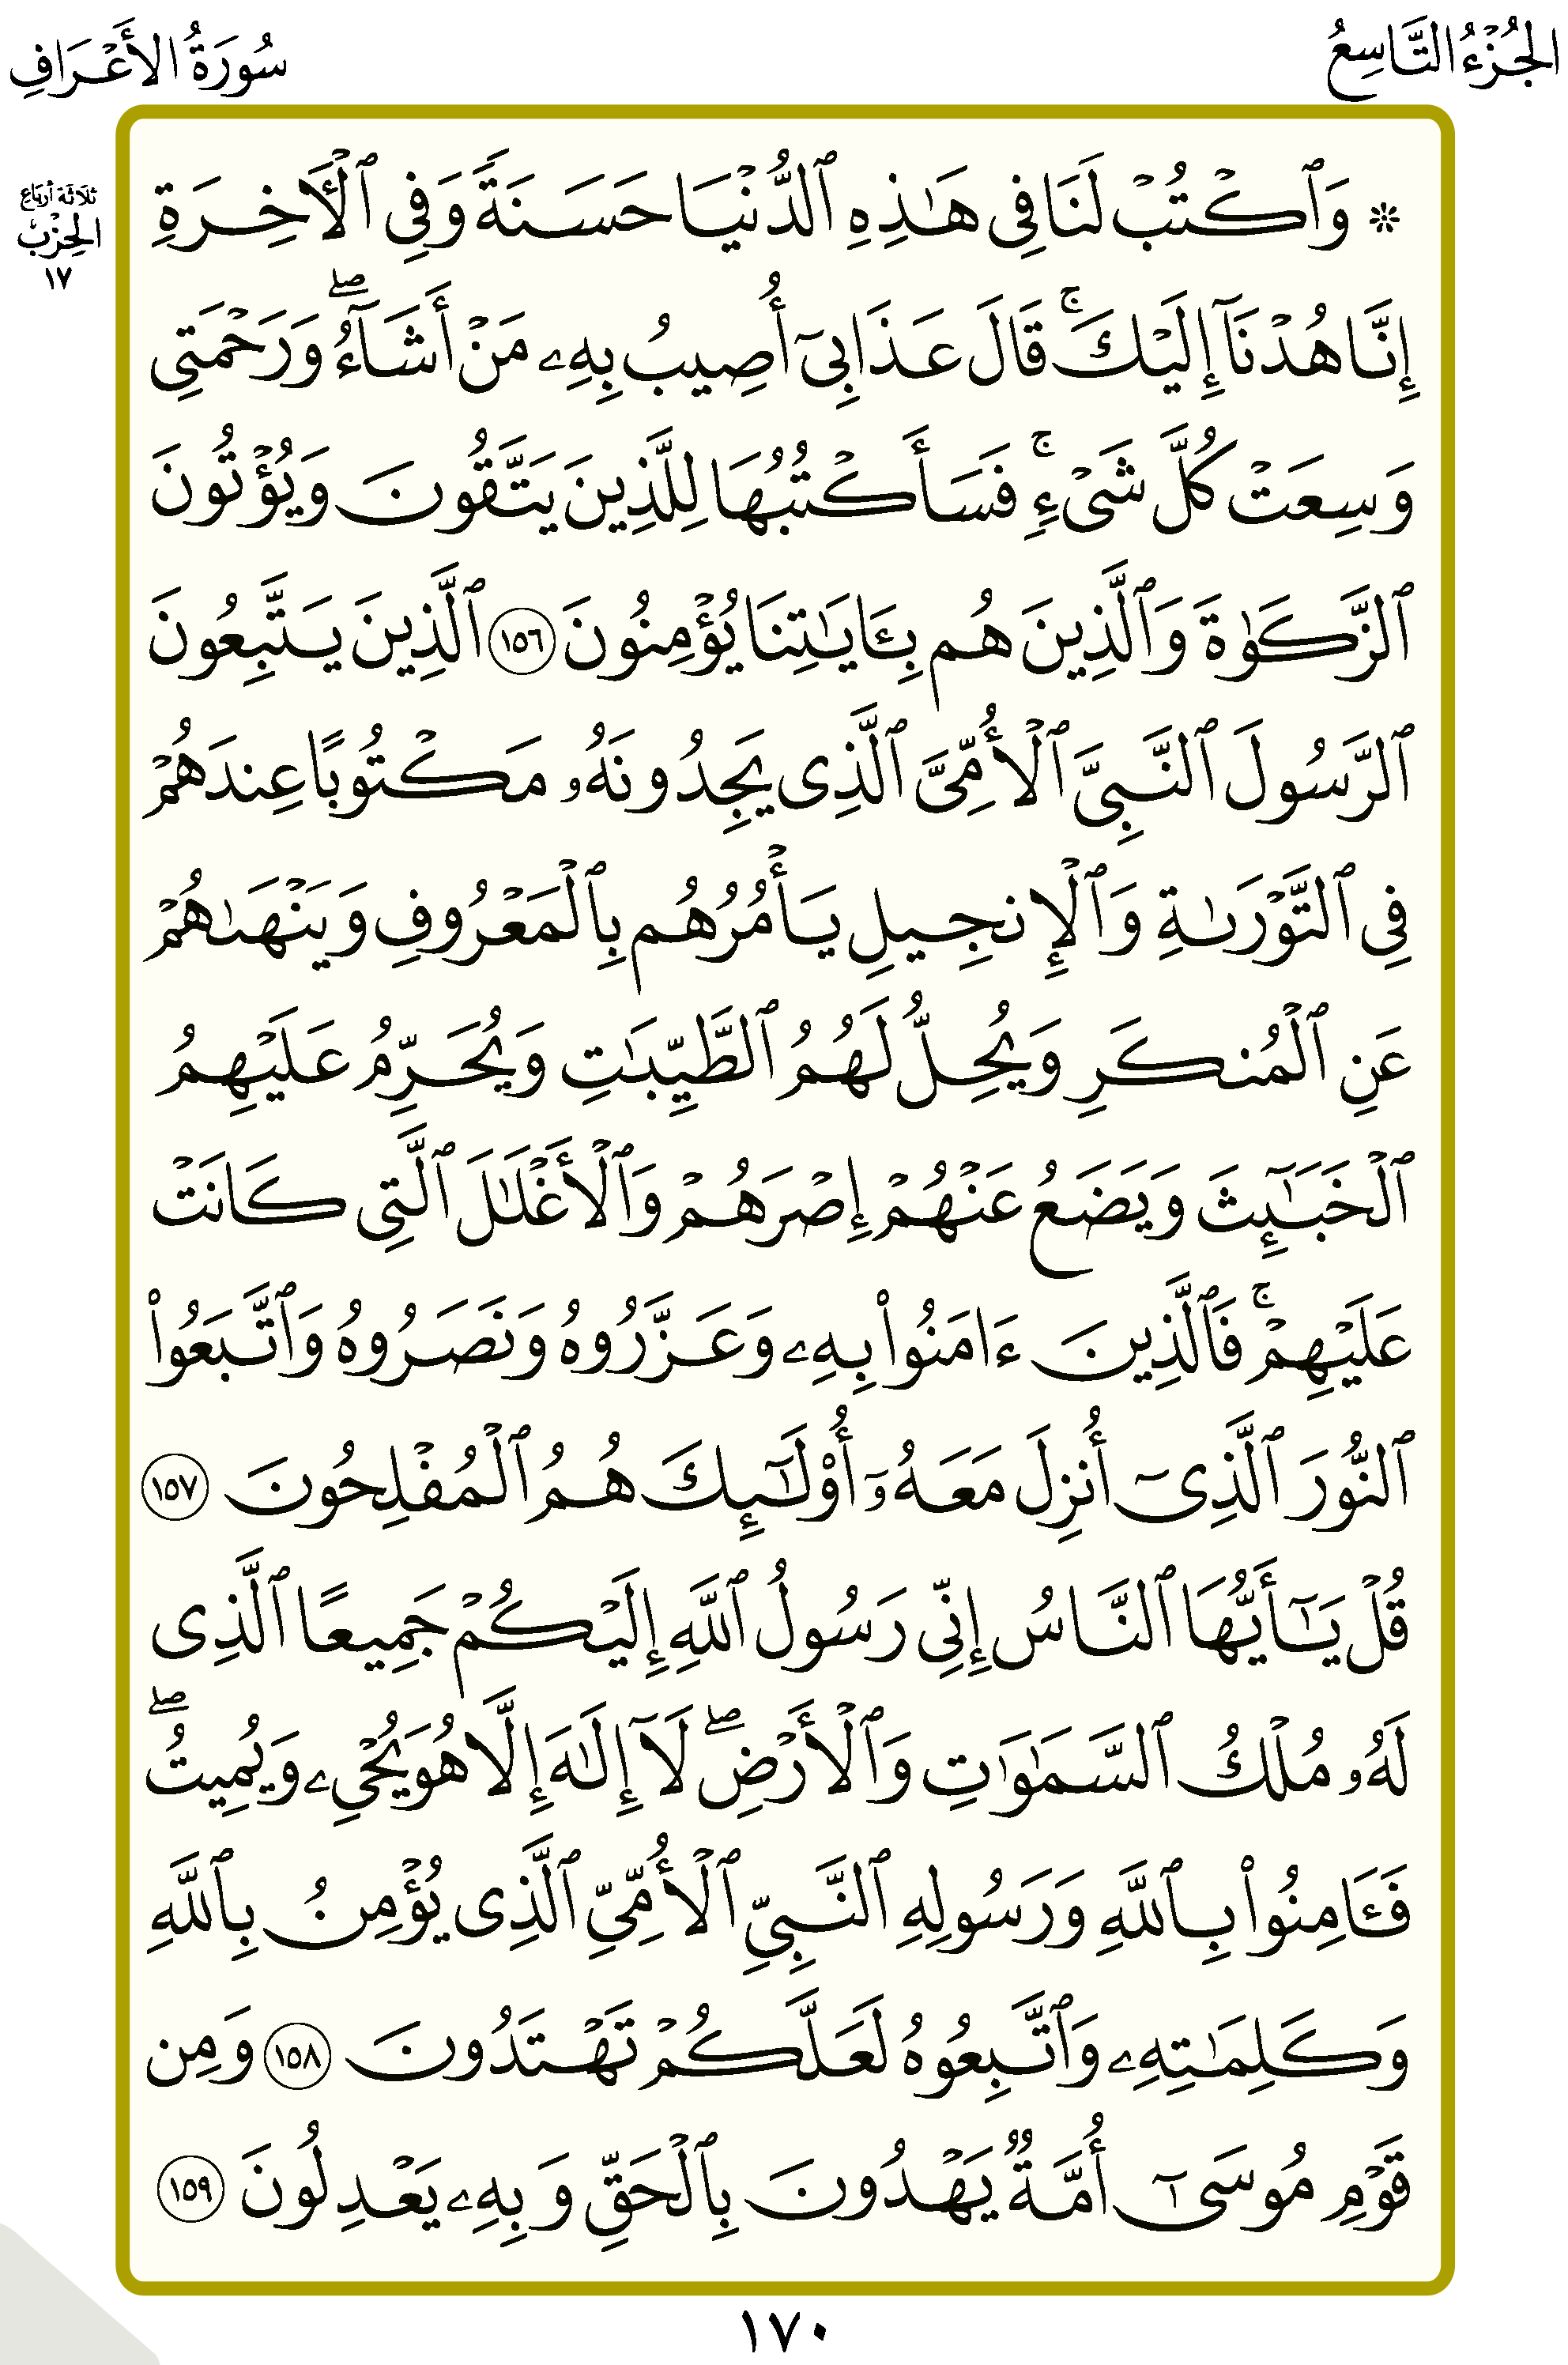 الجُزْءُ التَّاسِعُ
سُورَةُ الأَعْرَافِ
ثلاثة أرباع
الحِزْبِ
١٧
۞ وَٱكۡتُبۡ لَنَا فِي هَٰذِهِ ٱلدُّنۡيَا حَسَنَةٗ وَفِي ٱلۡأٓخِرَةِ
إِنَّا هُدۡنَآ إِلَيۡكَۚ قَالَ عَذَابِيٓ أُصِيبُ بِهِۦ مَنۡ أَشَآءُۖ وَرَحۡمَتِي
وَسِعَتۡ كُلَّ شَيۡءٖۚ فَسَأَكۡتُبُهَا لِلَّذِينَ يَتَّقُونَ وَيُؤۡتُونَ
ٱلزَّكَوٰةَ وَٱلَّذِينَ هُم بِـَٔايَٰتِنَا يُؤۡمِنُونَ ١٥٦ ٱلَّذِينَ يَتَّبِعُونَ
ٱلرَّسُولَ ٱلنَّبِيَّ ٱلۡأُمِّيَّ ٱلَّذِي يَجِدُونَهُۥ مَكۡتُوبًا عِندَهُمۡ
فِي ٱلتَّوۡرَىٰةِ وَٱلۡإِنجِيلِ يَأۡمُرُهُم بِٱلۡمَعۡرُوفِ وَيَنۡهَىٰهُمۡ
عَنِ ٱلۡمُنكَرِ وَيُحِلُّ لَهُمُ ٱلطَّيِّبَٰتِ وَيُحَرِّمُ عَلَيۡهِمُ
ٱلۡخَبَٰٓئِثَ وَيَضَعُ عَنۡهُمۡ إِصۡرَهُمۡ وَٱلۡأَغۡلَٰلَ ٱلَّتِي كَانَتۡ
عَلَيۡهِمۡۚ فَٱلَّذِينَ ءَامَنُواْ بِهِۦ وَعَزَّرُوهُ وَنَصَرُوهُ وَٱتَّبَعُواْ
ٱلنُّورَ ٱلَّذِيٓ أُنزِلَ مَعَهُۥٓ أُوْلَٰٓئِكَ هُمُ ٱلۡمُفۡلِحُونَ ١٥٧
قُلۡ يَٰٓأَيُّهَا ٱلنَّاسُ إِنِّي رَسُولُ ٱللَّهِ إِلَيۡكُمۡ جَمِيعًا ٱلَّذِي
لَهُۥ مُلۡكُ ٱلسَّمَٰوَٰتِ وَٱلۡأَرۡضِۖ لَآ إِلَٰهَ إِلَّا هُوَ يُحۡيِۦ وَيُمِيتُۖ
فَـَٔامِنُواْ بِٱللَّهِ وَرَسُولِهِ ٱلنَّبِيِّ ٱلۡأُمِّيِّ ٱلَّذِي يُؤۡمِنُ بِٱللَّهِ
وَكَلِمَٰتِهِۦ وَٱتَّبِعُوهُ لَعَلَّكُمۡ تَهۡتَدُونَ ١٥٨ وَمِن
قَوۡمِ مُوسَىٰٓ أُمَّةٞ يَهۡدُونَ بِٱلۡحَقِّ وَبِهِۦ يَعۡدِلُونَ ١٥٩
١٧٠